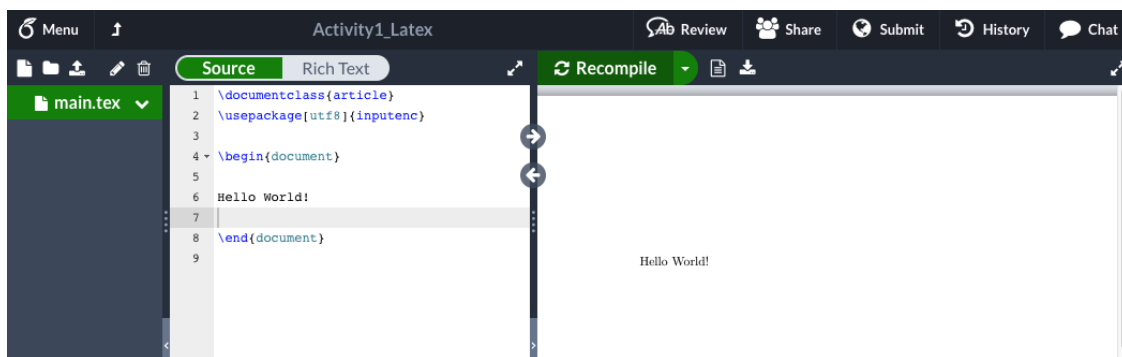 Menu Activity1_Latex Review Share Submit History Chat
Source Rich Text Recompile
main.tex
1 \documentclass{article}
2 \usepackage[utf8]{inputenc}
3
4 \begin{document}
5
6 Hello World!
7
8 \end{document}
9
Hello World!